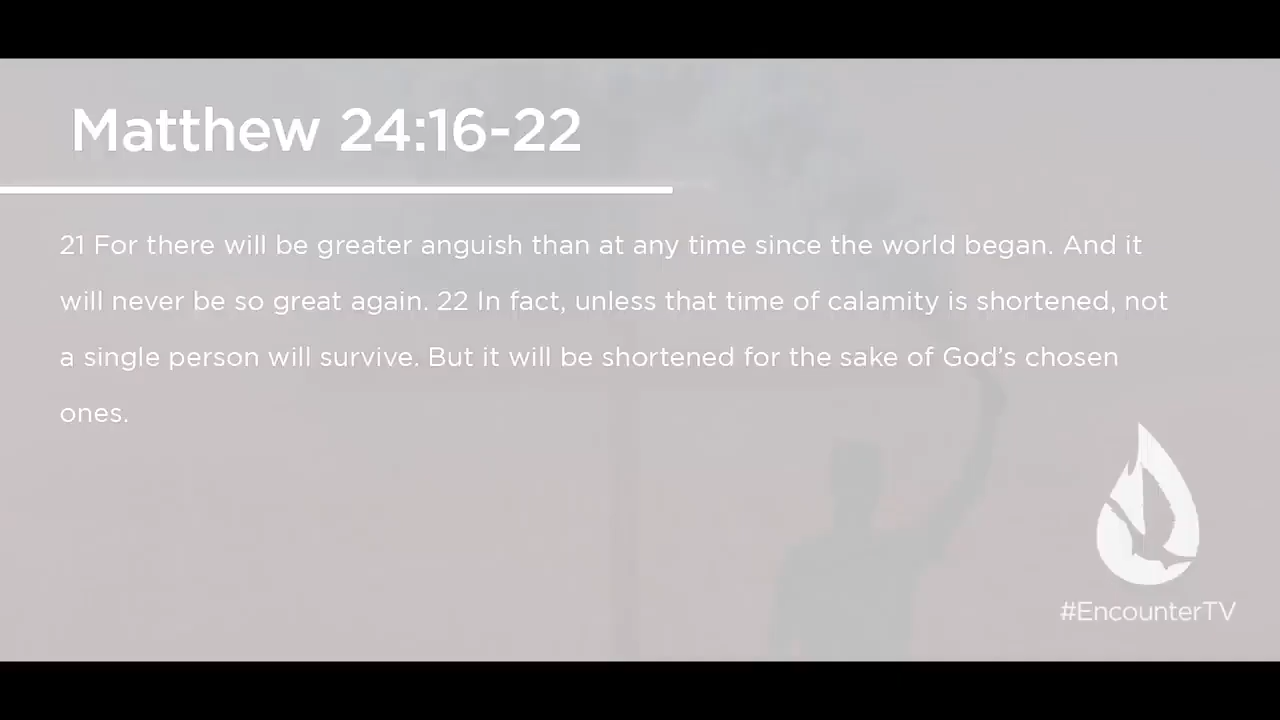 Matthew 24:16-22
21 For there will be greater anguish than at any time since the world began. And it
will never be so great again. 22 In fact, unless that time of calamity is shortened, not
a single person will survive. But it will be shortened for the sake of God’s chosen
ones.
#EncounterTV